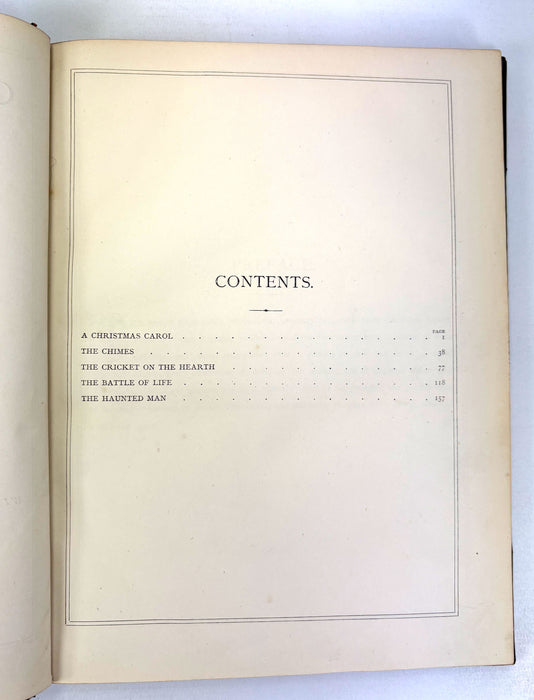 CONTENTS.
PAGE
A CHRISTMAS CAROL . . . . . . . . . . . . . 1
THE CHIMES . . . . . . . . . . . . . . 38
THE CRICKET ON THE HEARTH . . . . . . . . . . . 77
THE BATTLE OF LIFE . . . . . . . . . . . . . 118
THE HAUNTED MAN . . . . . . . . . . . . . 157